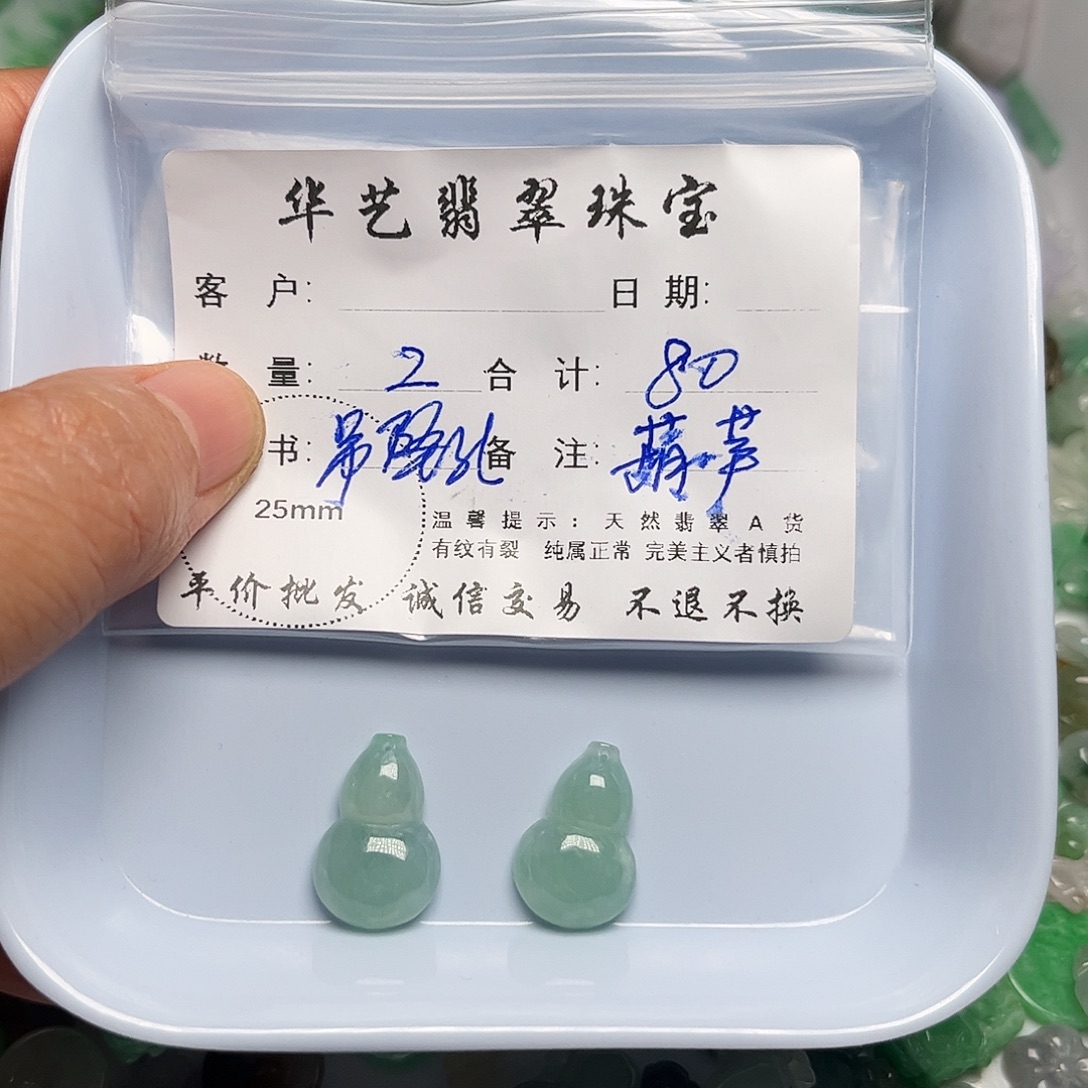 华艺翡翠珠宝
客 户: 日 期:
数 量: 2 合 计: 80
书: 吊 备 注: 葫芦
25mm
温馨提示: 天然翡翠A货
有纹有裂 纯属正常 完美主义者慎拍
平价批发 诚信交易 不退不换